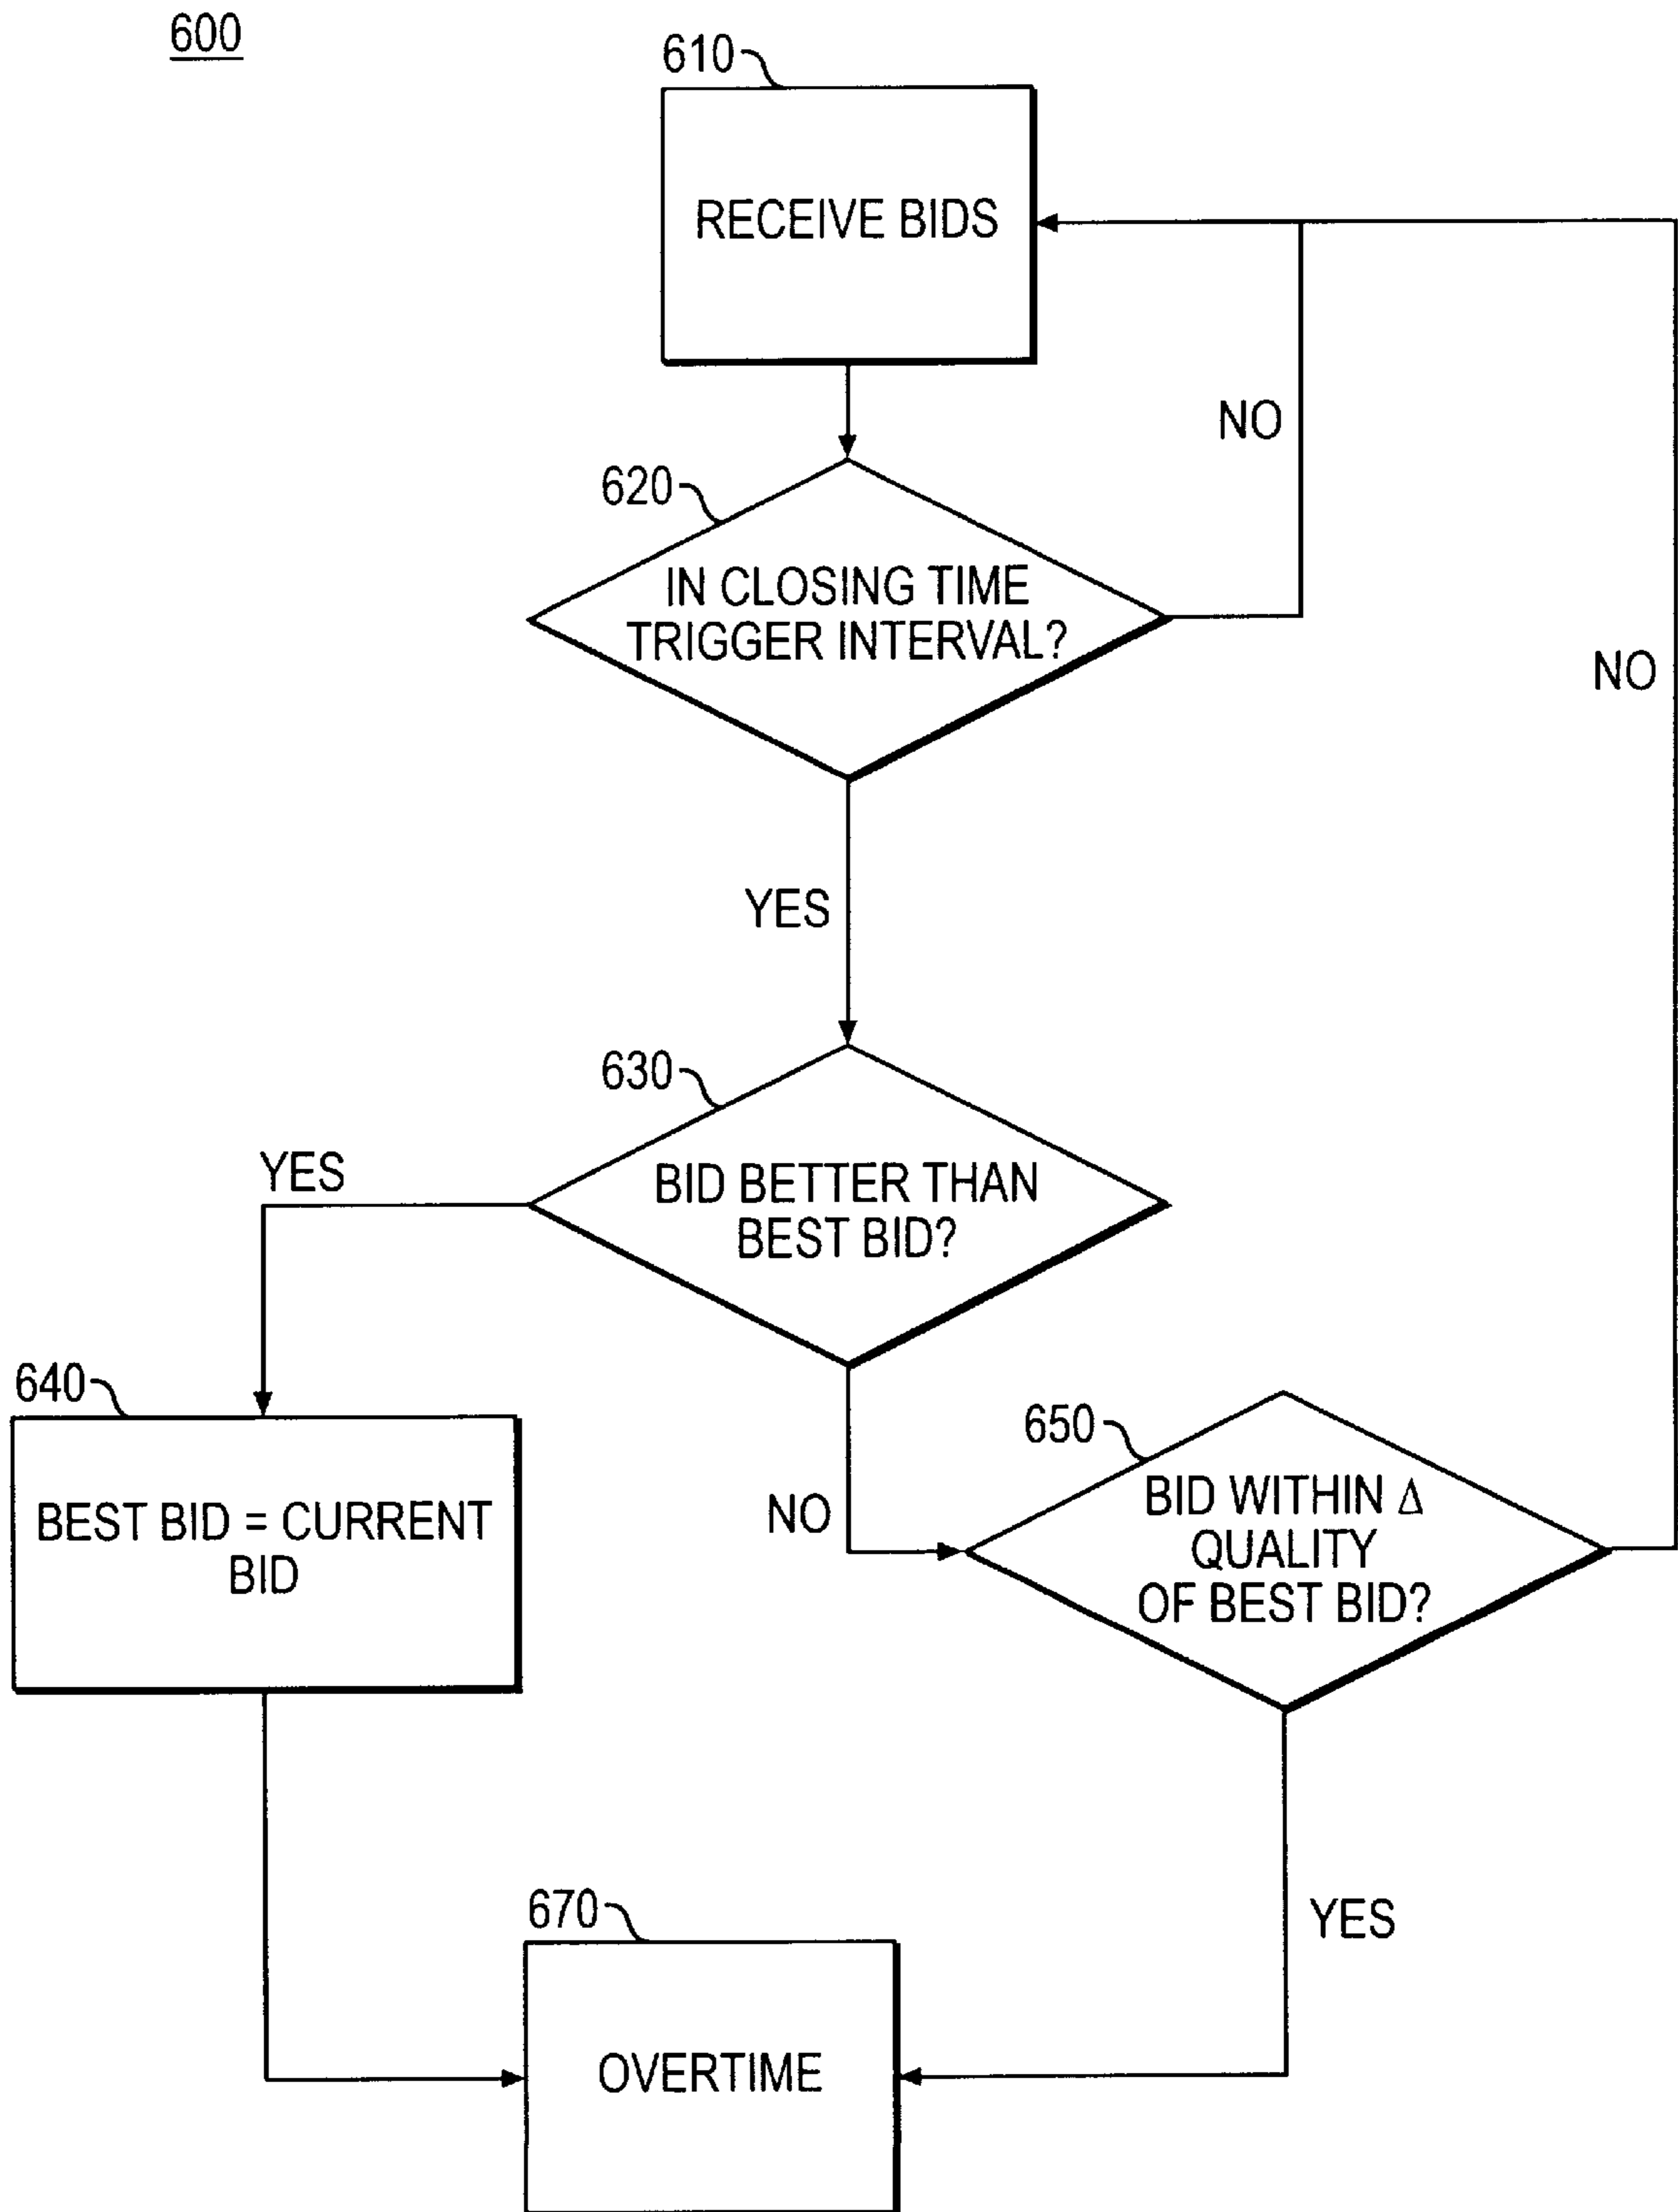 600
610
RECEIVE BIDS
NO
620
IN CLOSING TIME
TRIGGER INTERVAL?
NO
YES
630
BID BETTER THAN
BEST BID?
YES
640
BEST BID = CURRENT
BID
NO
650
BID WITHIN Δ
QUALITY
OF BEST BID?
YES
670
OVERTIME